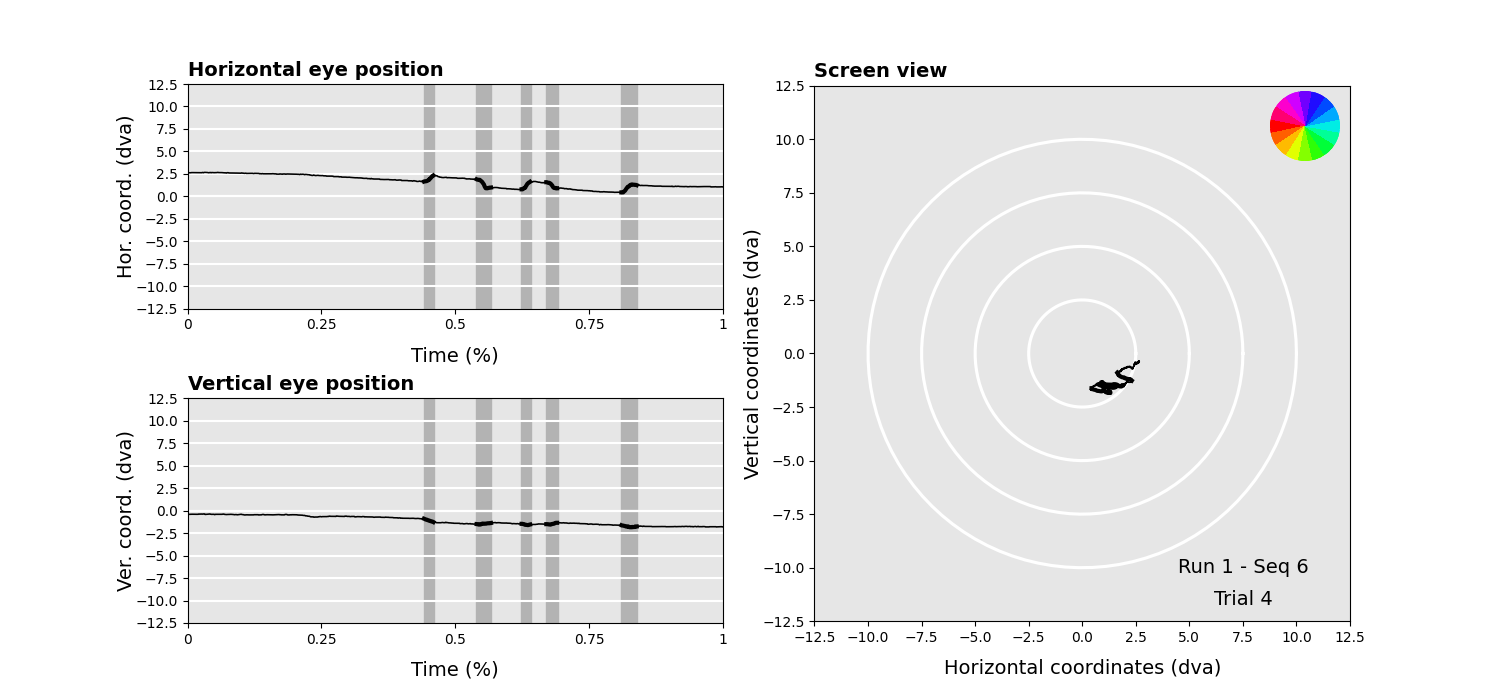 Horizontal eye position
12.5
10.0
7.5
5.0
2.5
0.0
−2.5
−5.0
−7.5
−10.0
−12.5
Hor. coord. (dva)
0 0.25 0.5 0.75 1
Time (%)
Vertical eye position
12.5
10.0
7.5
5.0
2.5
0.0
−2.5
−5.0
−7.5
−10.0
−12.5
Ver. coord. (dva)
0 0.25 0.5 0.75 1
Time (%)
Screen view
12.5
10.0
7.5
5.0
2.5
0.0
−2.5
−5.0
−7.5
−10.0
−12.5
Vertical coordinates (dva)
Run 1 - Seq 6
Trial 4
−12.5 −10.0 −7.5 −5.0 −2.5 0.0 2.5 5.0 7.5 10.0 12.5
Horizontal coordinates (dva)